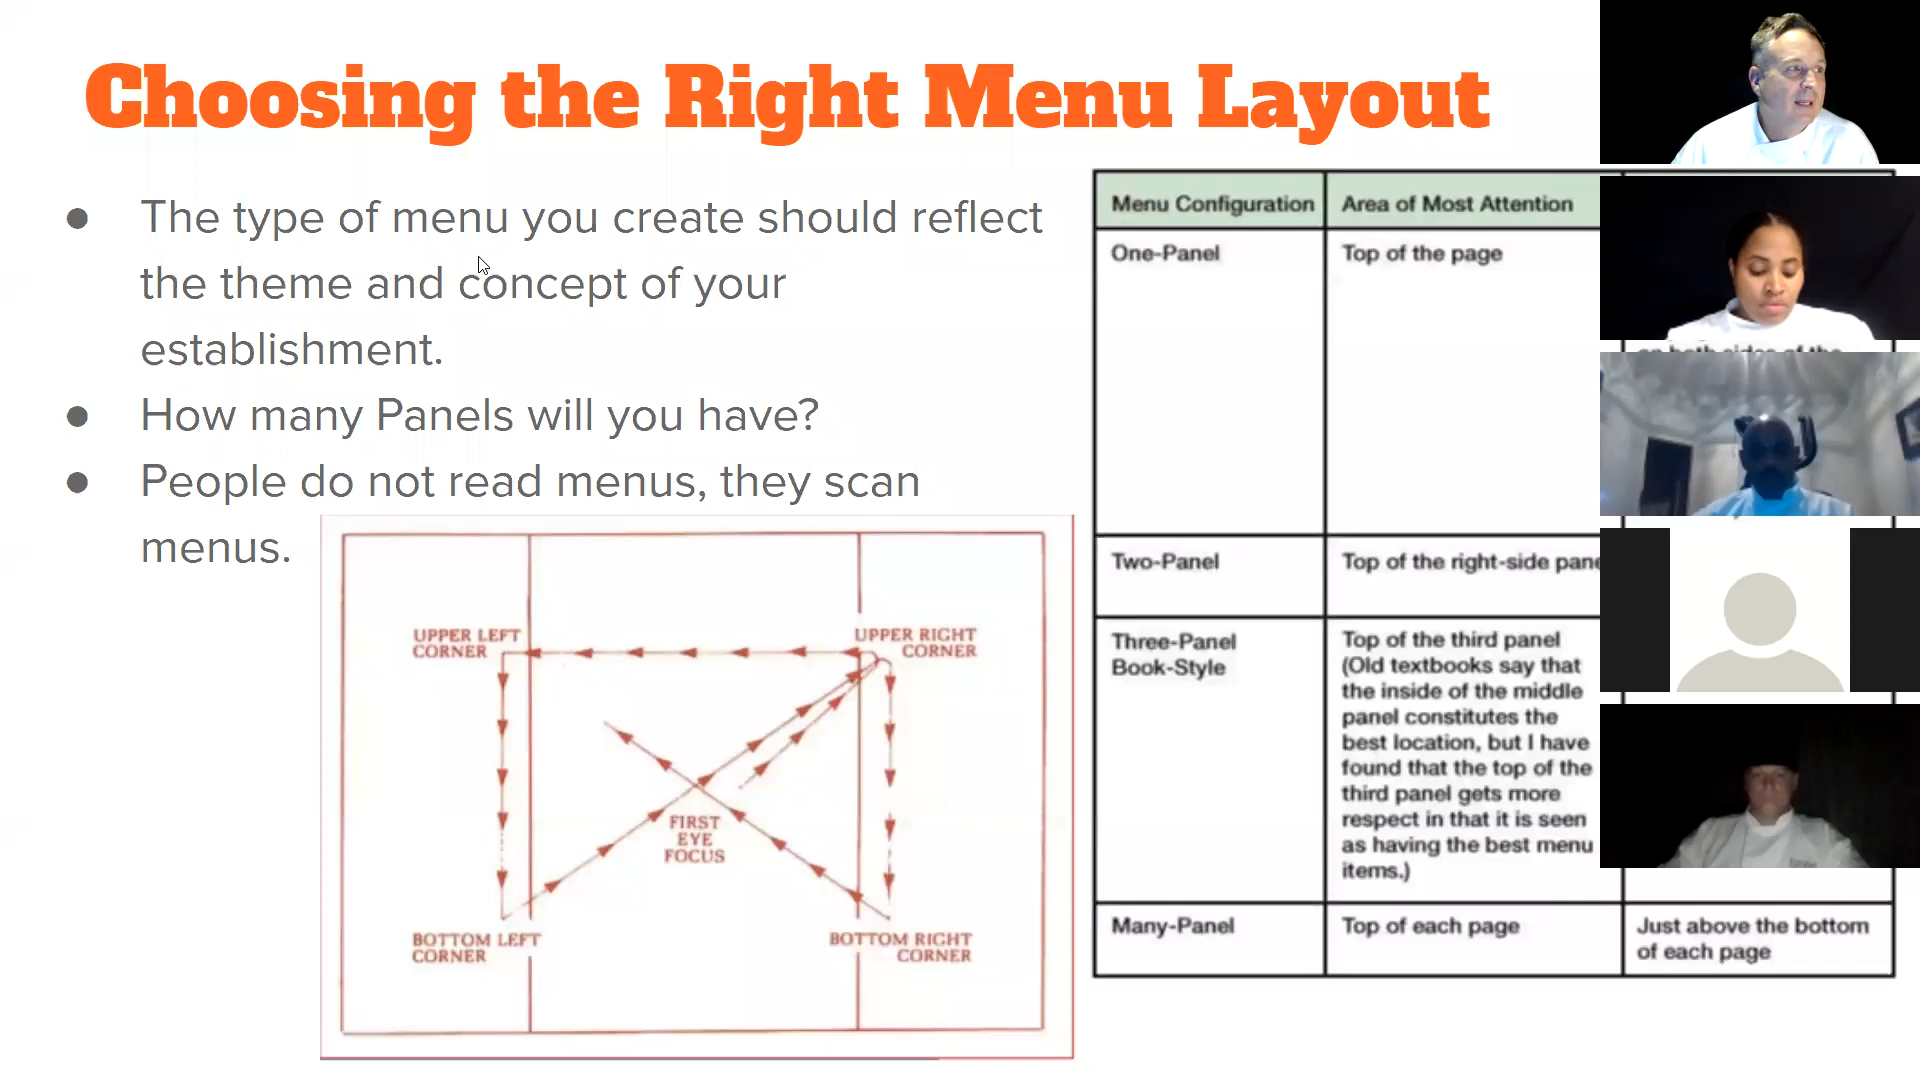 Choosing the Right Menu Layout
● The type of menu you create should reflect
the theme and concept of your
establishment.
● How many Panels will you have?
● People do not read menus, they scan
menus.
UPPER LEFT
CORNER
UPPER RIGHT
CORNER
FIRST
EYE
FOCUS
BOTTOM LEFT
CORNER
BOTTOM RIGHT
CORNER
Menu Configuration Area of Most Attention
One-Panel Top of the page
on both sides of the
Two-Panel Top of the right-side
Three-Panel
Book-Style
Top of the third panel
(Old textbooks say that
the inside of the middle
panel constitutes the
best location, but I have
found that the top of the
third panel gets more
respect in that it is seen
as having the best menu
items.)
Many-Panel Top of each page Just above the bottom
of each page